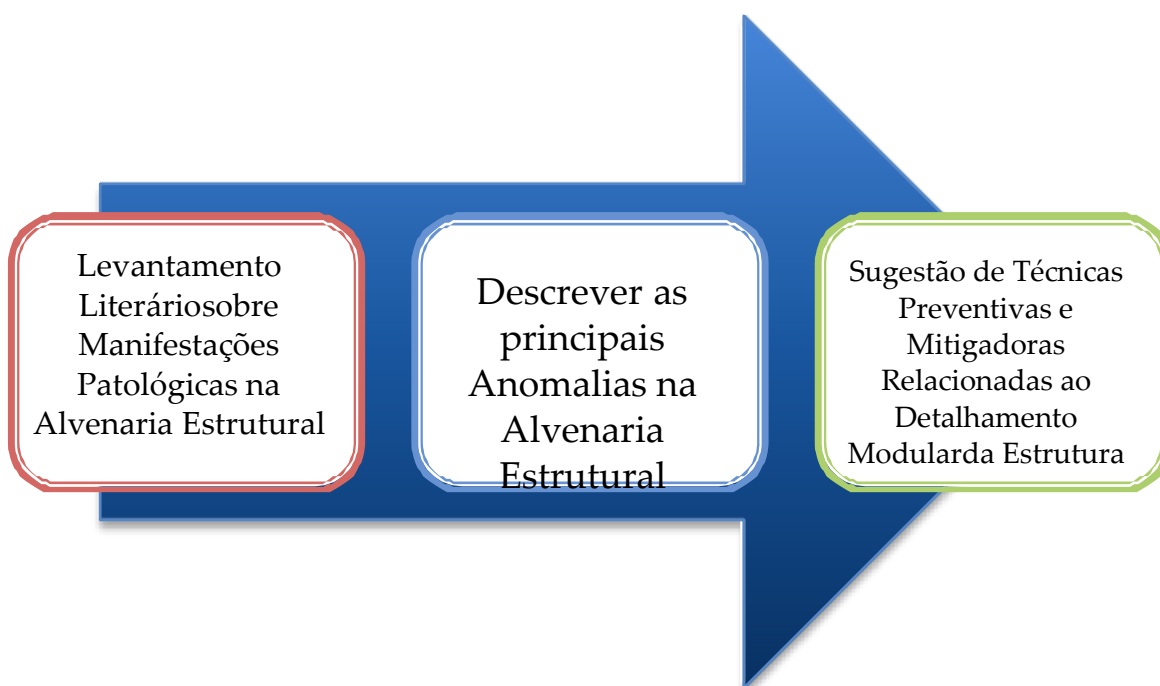 Levantamento
Literáriosobre
Manifestações
Patológicas na
Alvenaria Estrutural
Descrever as
principais
Anomalias na
Alvenaria
Estrutural
Sugestão de Técnicas
Preventivas e
Mitigadoras
Relacionadas ao
Detalhamento
Modularda Estrutura